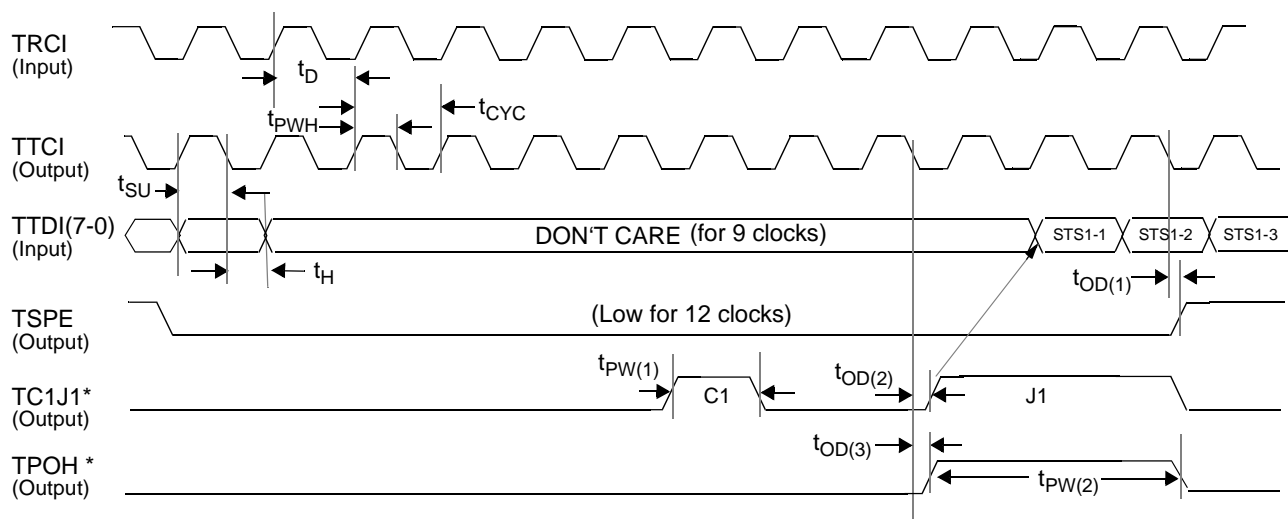 TRCI
(Input)
tD
tCYC
tPWH
TTCI
(Output)
tSU
TTDI(7-0)
(Input)
DON'T CARE (for 9 clocks)
STS1-1
STS1-2
STS1-3
tH
tOD(1)
TSPE
(Output)
(Low for 12 clocks)
tPW(1)
tOD(2)
TC1J1*
(Output)
C1
J1
tOD(3)
TPOH *
(Output)
tPW(2)